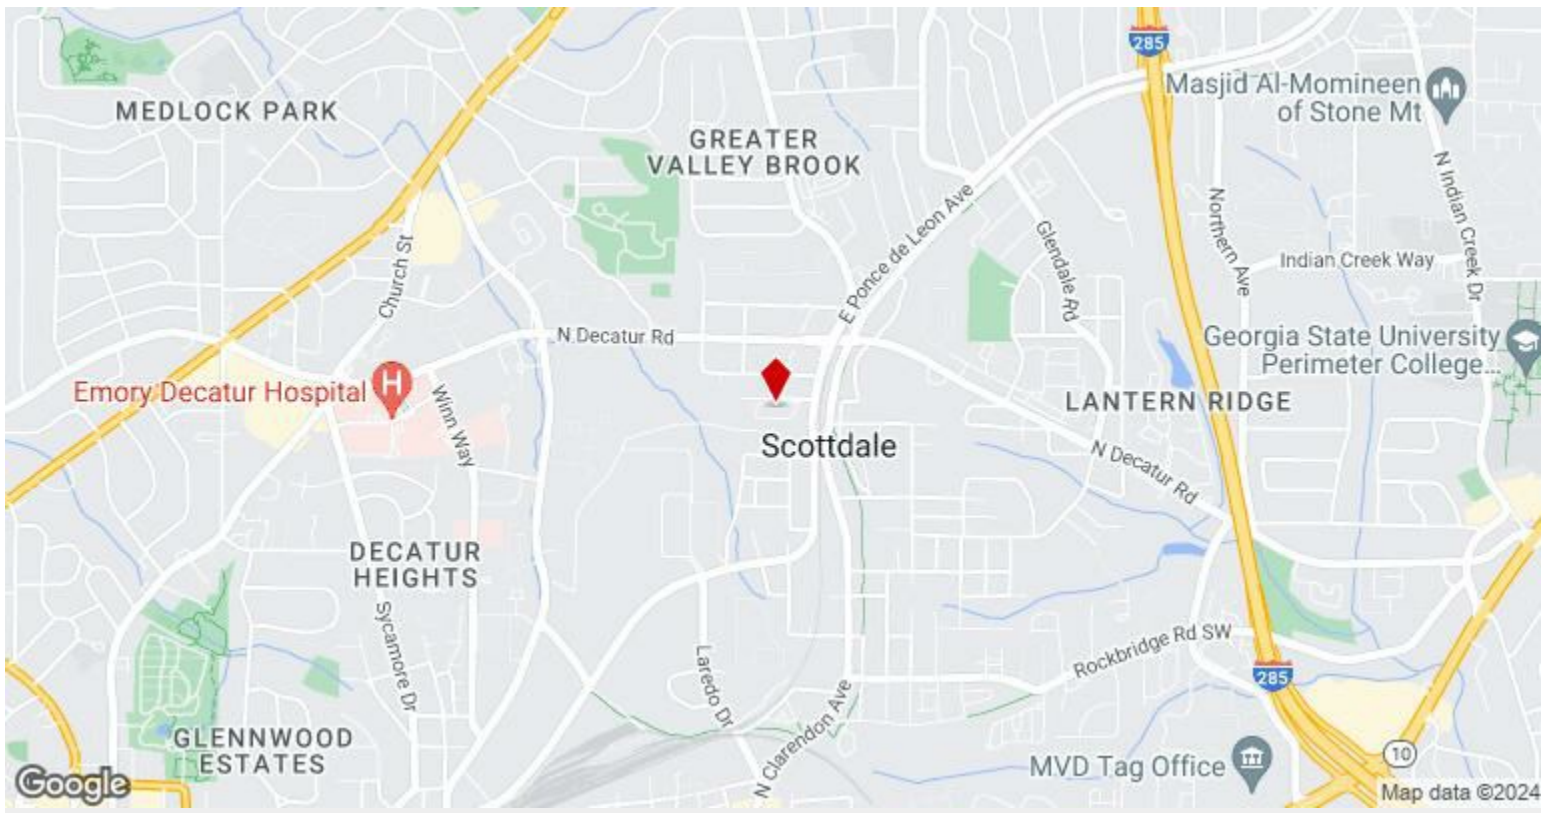 285
Masjid Al-Momineen
of Stone Mt
MEDLOCK PARK
GREATER
VALLEY BROOK
N Indian Creek Dr
E Ponce de Leon Ave
Northern Ave
Glendale Rd
Church St
Indian Creek Way
N Decatur Rd
Georgia State University
Perimeter College...
H
Emory Decatur Hospital
Winn Way
LANTERN RIDGE
Scottdale
N Decatur Rd
DECATUR
HEIGHTS
Sycamore Dr
Rockbridge Rd SW
Laredo Dr
285
N Clarendon Ave
GLENNWOOD
ESTATES
MVD Tag Office
10
Google
Map data ©2024